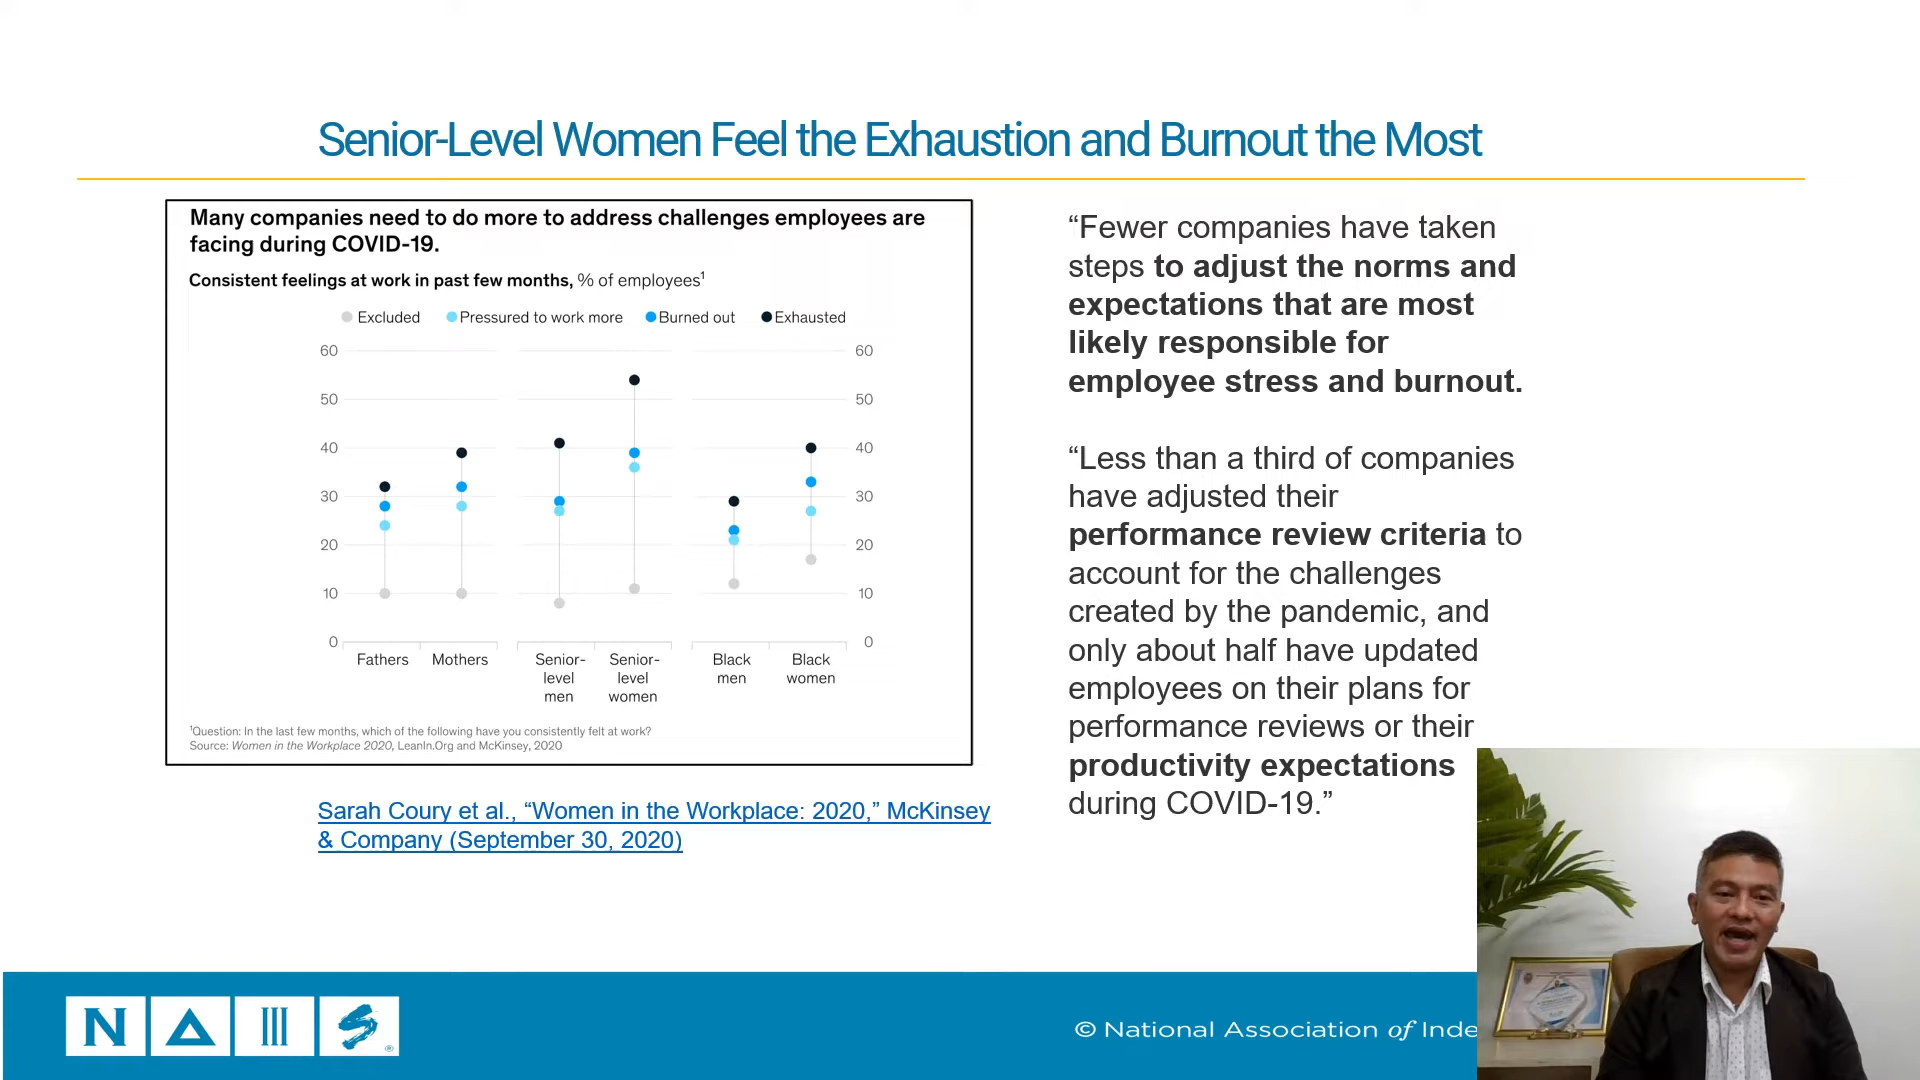 Senior-Level Women Feel the Exhaustion and Burnout the Most
Many companies need to do more to address challenges employees are
facing during COVID-19.
Consistent feelings at work in past few months, % of employees¹
Excluded Pressured to work more Burned out Exhausted
60 60
50 50
40 40
30 30
20 20
10 10
0 0
Fathers Mothers Senior- Senior- Black Black
level level men women
men women
¹Question: In the last few months, which of the following have you consistently felt at work?
Source: Women in the Workplace 2020, LeanIn.Org and McKinsey, 2020
Sarah Coury et al., “Women in the Workplace: 2020,” McKinsey
& Company (September 30, 2020)
“Fewer companies have taken
steps to adjust the norms and
expectations that are most
likely responsible for
employee stress and burnout.
“Less than a third of companies
have adjusted their
performance review criteria to
account for the challenges
created by the pandemic, and
only about half have updated
employees on their plans for
performance reviews or their
productivity expectations
during COVID-19.”
NAIS®
© National Association of Inde